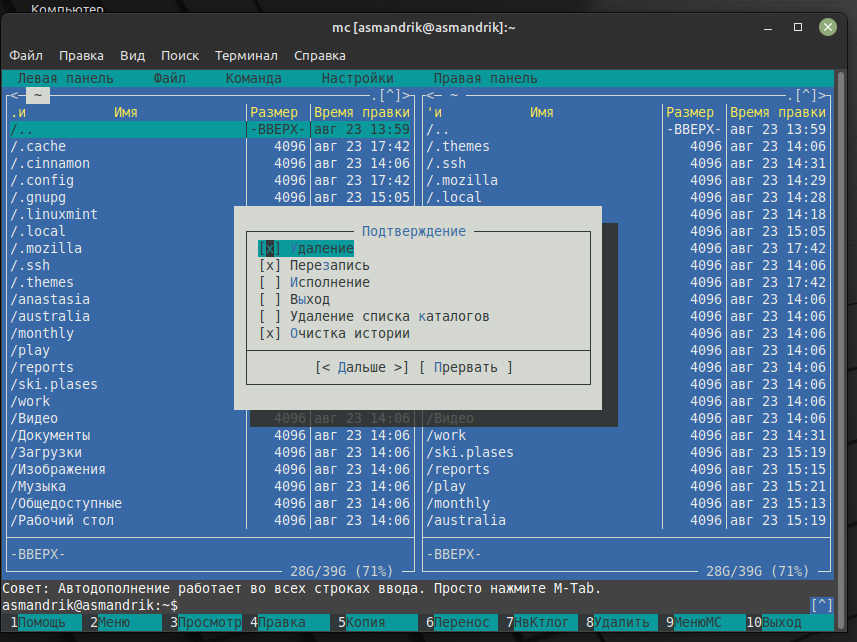 Компьютер
mc [asmandrik@asmandrik]:~
Файл Правка Вид Поиск Терминал Справка
Левая панель Файл Команда Настройки Правая панель
<─ ~ .[^]> <─ ~ .[^]>
.и Имя Размер Время правки 'и Имя Размер Время правки
/.. -ВВЕРХ- авг 23 13:59 /.. -ВВЕРХ- авг 23 13:59
/.cache 4096 авг 23 17:42 /.themes 4096 авг 23 14:06
/.cinnamon 4096 авг 23 14:06 /.ssh 4096 авг 23 14:31
/.config 4096 авг 23 17:42 /.mozilla 4096 авг 23 14:29
/.gnupg 4096 авг 23 15:05 /.local 4096 авг 23 14:28
/.linuxmint 4096 авг 23 14:18
/.local Подтверждение 4096 авг 23 15:05
/.mozilla [x] Удаление 4096 авг 23 17:42
/.ssh [x] Перезапись 4096 авг 23 14:06
/.themes [ ] Исполнение 4096 авг 23 17:42
/anastasia [ ] Выход 4096 авг 23 14:06
/australia [ ] Удаление списка каталогов 4096 авг 23 14:06
/monthly [x] Очистка истории 4096 авг 23 14:06
/play 4096 авг 23 14:06
/reports [< Дальше >] [ Прервать ] 4096 авг 23 14:06
/ski.plases 4096 авг 23 14:06
/work 4096 авг 23 14:06
/Видео 4096 авг 23 14:06 /Видео 4096 авг 23 14:06
/Документы 4096 авг 23 14:06 /work 4096 авг 23 14:31
/Загрузки 4096 авг 23 14:06 /ski.plases 4096 авг 23 15:19
/Изображения 4096 авг 23 14:06 /reports 4096 авг 23 15:15
/Музыка 4096 авг 23 14:06 /play 4096 авг 23 15:21
/Общедоступные 4096 авг 23 14:06 /monthly 4096 авг 23 15:13
/Рабочий стол 4096 авг 23 14:06 /australia 4096 авг 23 15:19
-ВВЕРХ- -ВВЕРХ-
28G/39G (71%) 28G/39G (71%)
Совет: Автодополнение работает во всех строках ввода. Просто нажмите M-Tab.
asmandrik@asmandrik:~$ [^]
1Помощь 2Меню 3Просмотр 4Правка 5Копия 6Перенос 7НвКтлог 8Удалить 9МенюМС 10Выход